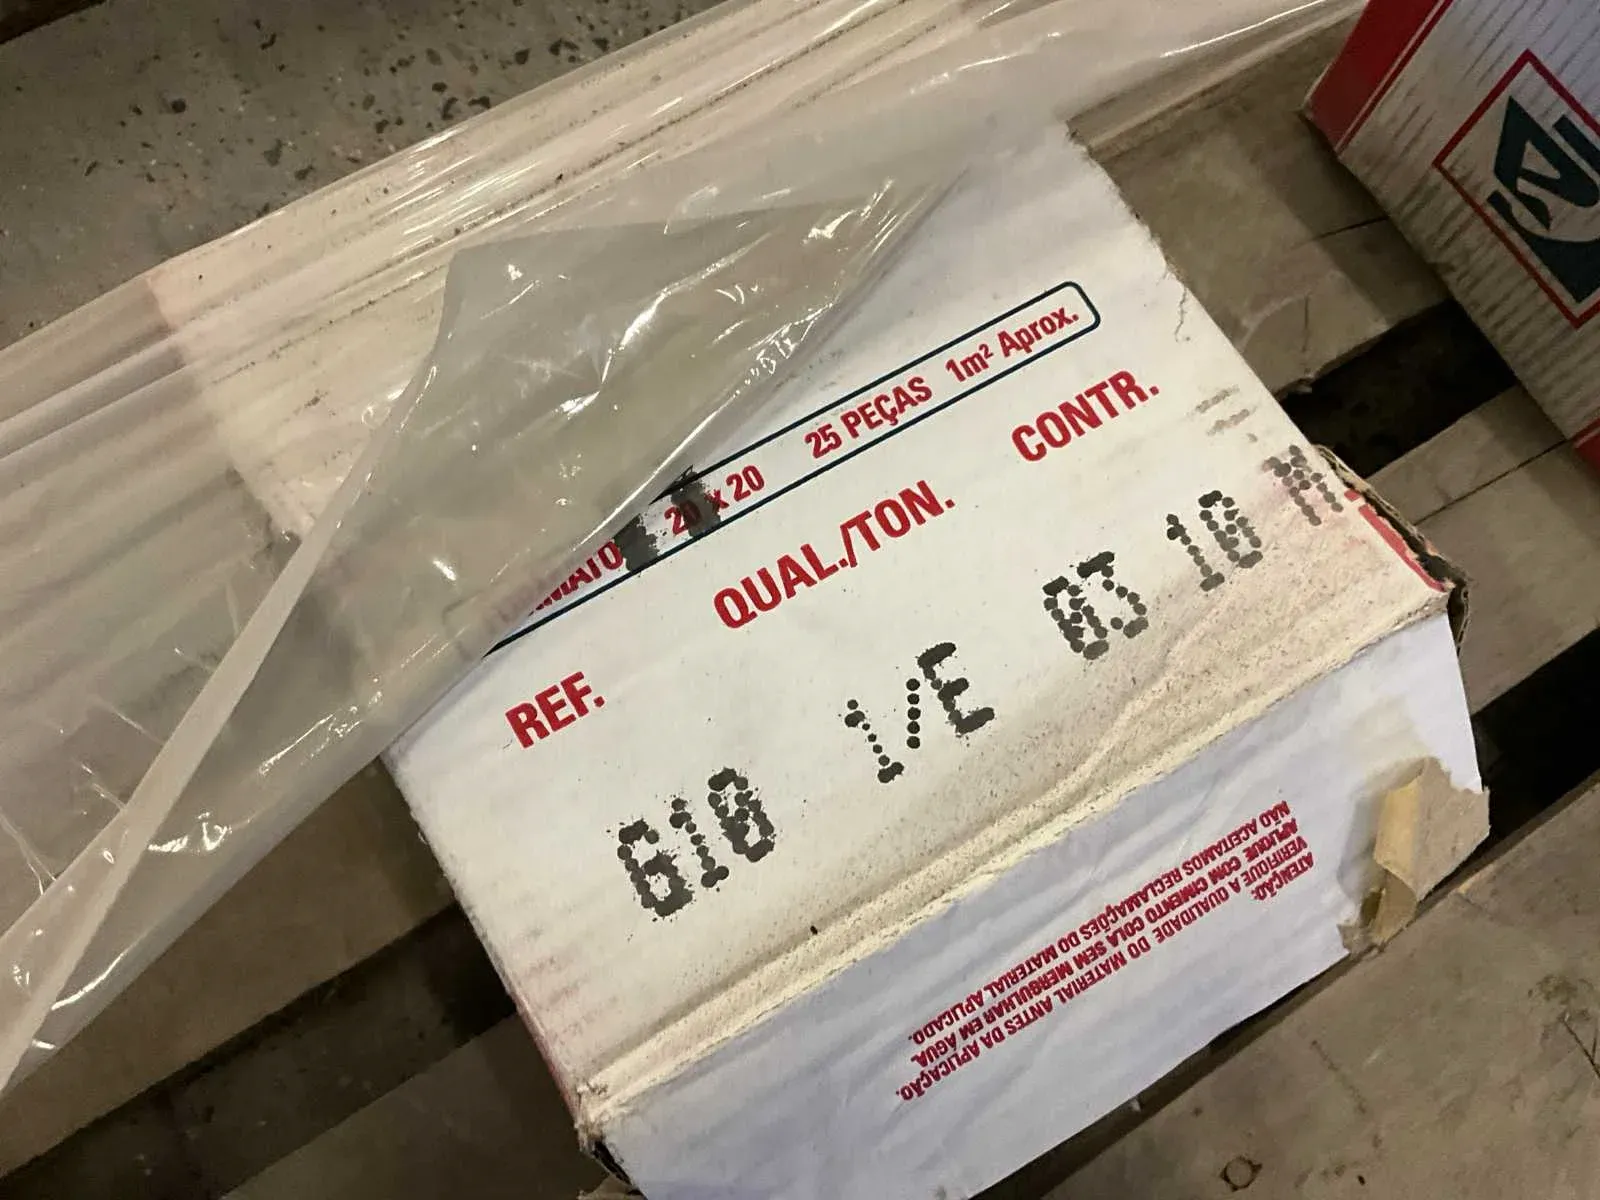 20 x 20 25 PEÇAS 1m² Aprox.
REF. QUAL./TON. CONTR.
610 1/E 03 10 M
ATENÇÃO:
VERIFIQUE A QUALIDADE DO MATERIAL ANTES DA APLICAÇÃO.
APLIQUE COM CIMENTO COLA SEM MERGULHAR EM ÁGUA.
NÃO ACEITAMOS RECLAMAÇÕES DO MATERIAL APLICADO.